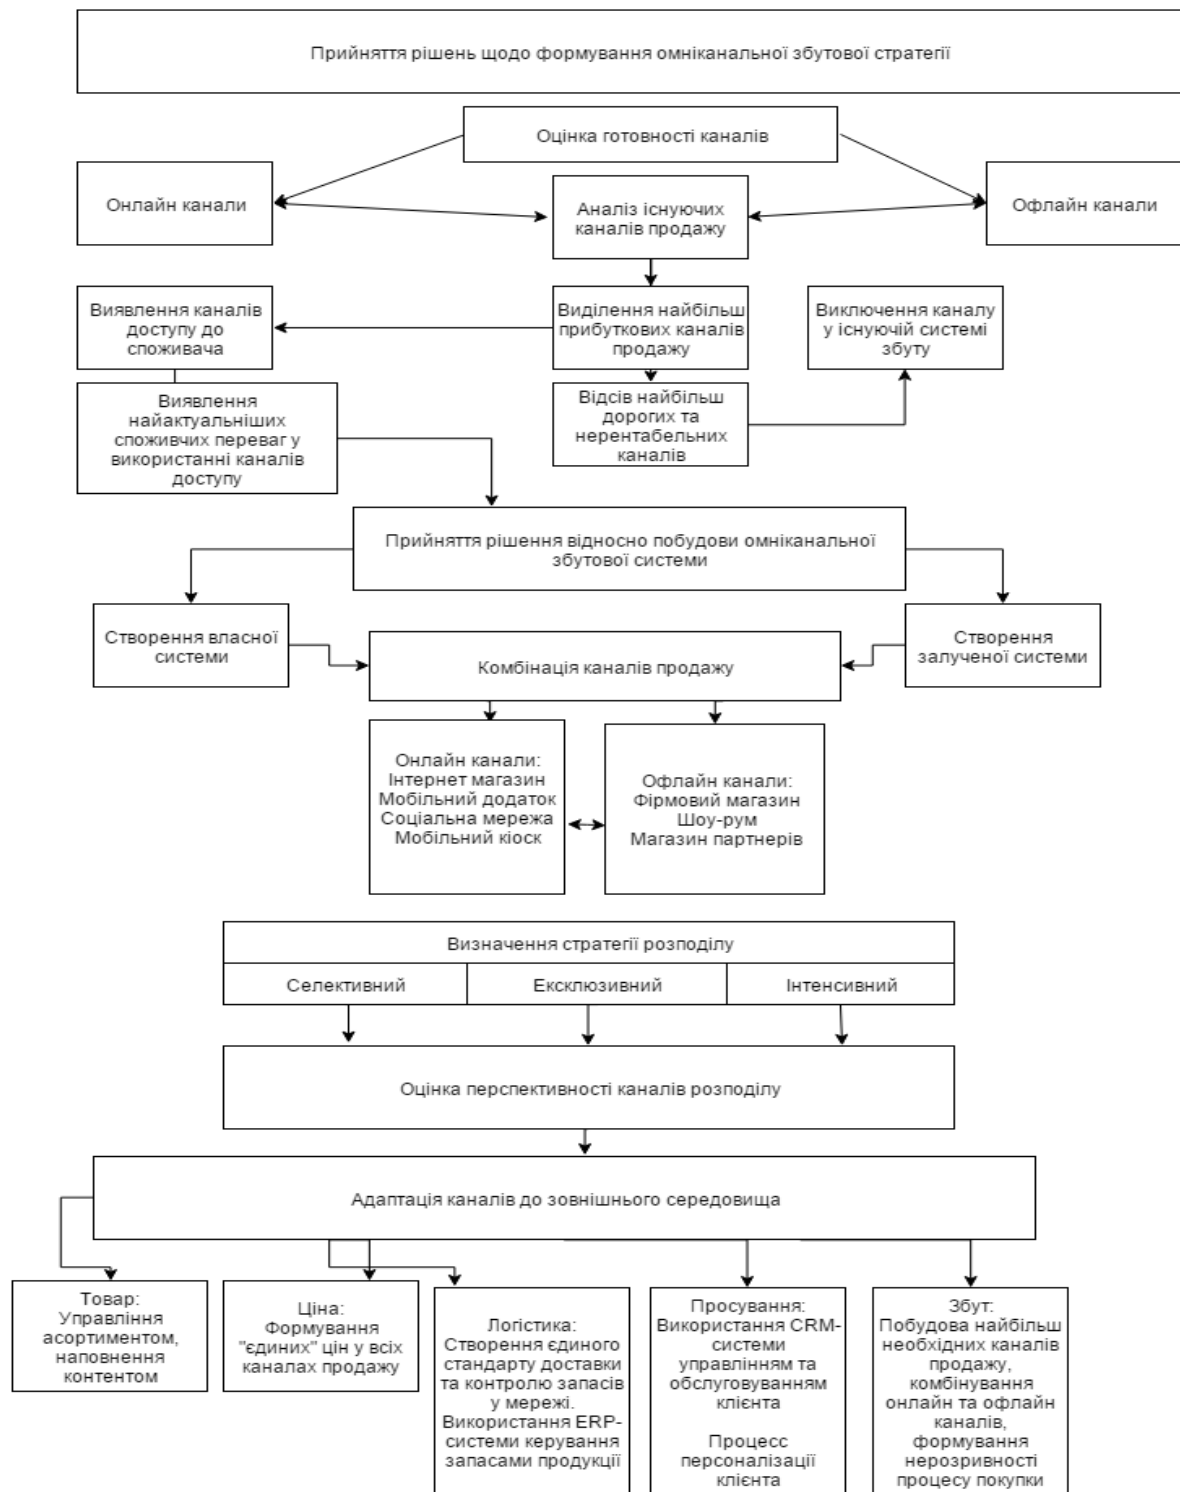 Прийняття рішень щодо формування омніканальної збутової стратегії
Оцінка готовності каналів
Онлайн канали
Аналіз існуючих
каналів продажу
Офлайн канали
Виявлення каналів
доступу до
споживача
Виділення найбільш
прибуткових каналів
продажу
Виключення каналу
у існуючій системі
збуту
Виявлення
найактуальніших
споживчих переваг у
використанні каналів
доступу
Відсів найбільш
дорогих та
нерентабельних
каналів
Прийняття рішення відносно побудови омніканальної
збутової системи
Створення власної
системи
Комбінація каналів продажу
Створення
залученої системи
Онлайн канали:
Інтернет магазин
Мобільний додаток
Соціальна мережа
Мобільний кіоск
Офлайн канали:
Фірмовий магазин
Шоу-рум
Магазин партнерів
Визначення стратегії розподілу
Селективний
Ексклюзивний
Інтенсивний
Оцінка перспективності каналів розподілу
Адаптація каналів до зовнішнього середовища
Товар:
Управління
асортиментом,
наповнення
контентом
Ціна:
Формування
"єдиних" цін у всіх
каналах продажу
Логістика:
Створення єдиного
стандарту доставки
та контролю запасів
у мережі.
Використання ERP-
системи керування
запасами продукції
Просування:
Використання CRM-
системи
управлінням та
обслуговуванням
клієнта
Процесс
персоналізації
клієнта
Збут:
Побудова найбільш
необхідних каналів
продажу,
комбінування
онлайн та офлайн
каналів,
формування
нерозривності
процесу покупки